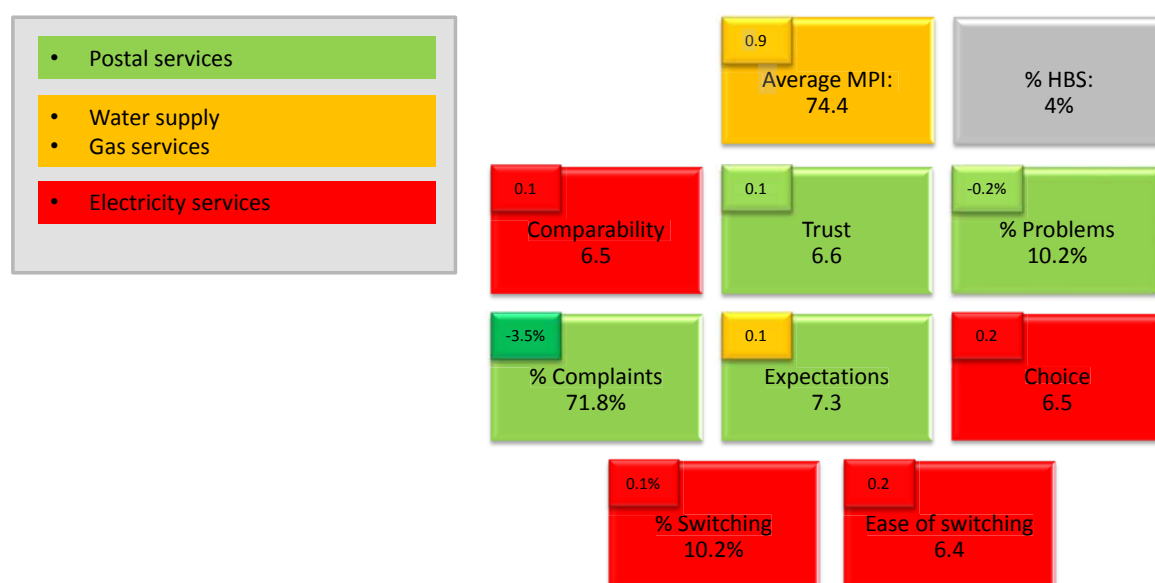 • Postal services
• Water supply
• Gas services
• Electricity services
0.9
Average MPI:
74.4
% HBS:
4%
0.1
Comparability
6.5
0.1
Trust
6.6
-0.2%
% Problems
10.2%
-3.5%
% Complaints
71.8%
0.1
Expectations
7.3
0.2
Choice
6.5
0.1%
% Switching
10.2%
0.2
Ease of switching
6.4